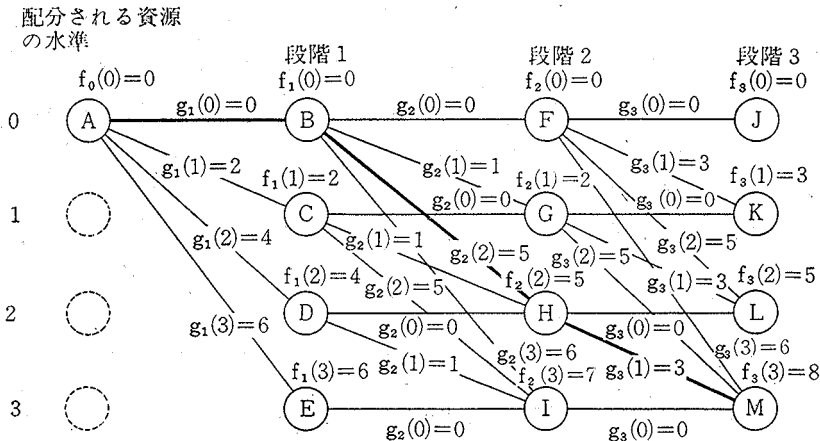 配分される資源
の水準
段階1
段階2
段階3
f₀(0)=0
f₁(0)=0
f₂(0)=0
f₃(0)=0
0
A
g₁(0)=0
B
g₂(0)=0
F
g₃(0)=0
J
g₁(1)=2
f₁(1)=2
g₂(1)=1
f₂(1)=2
g₃(1)=3
f₃(1)=3
1
C
g₂(0)=0
G
g₃(0)=0
K
g₁(2)=4
g₂(1)=1
g₂(2)=5
g₃(2)=5
g₃(2)=5
f₁(2)=4
g₂(2)=5
f₂(2)=5
g₃(1)=3
f₃(2)=5
2
D
H
L
g₁(3)=6
g₂(0)=0
g₃(0)=0
g₂(3)=6
g₃(3)=6
f₁(3)=6
g₂(1)=1
f₂(3)=7
g₃(1)=3
f₃(3)=8
3
E
I
M
g₂(0)=0
g₃(0)=0